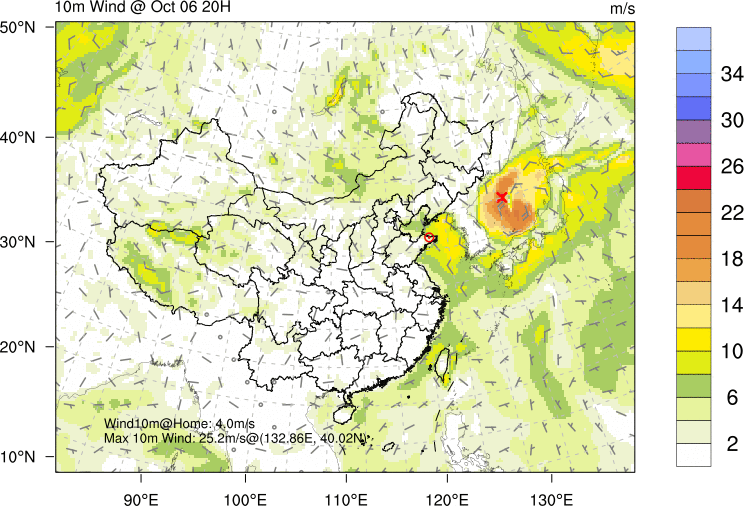 10m Wind @ Oct 06 20H
m/s
50°N
40°N
30°N
20°N
10°N
34
30
26
22
18
14
10
6
2
Wind10m@Home: 4.0m/s
Max 10m Wind: 25.2m/s@(132.86E, 40.02N)
90°E
100°E
110°E
120°E
130°E